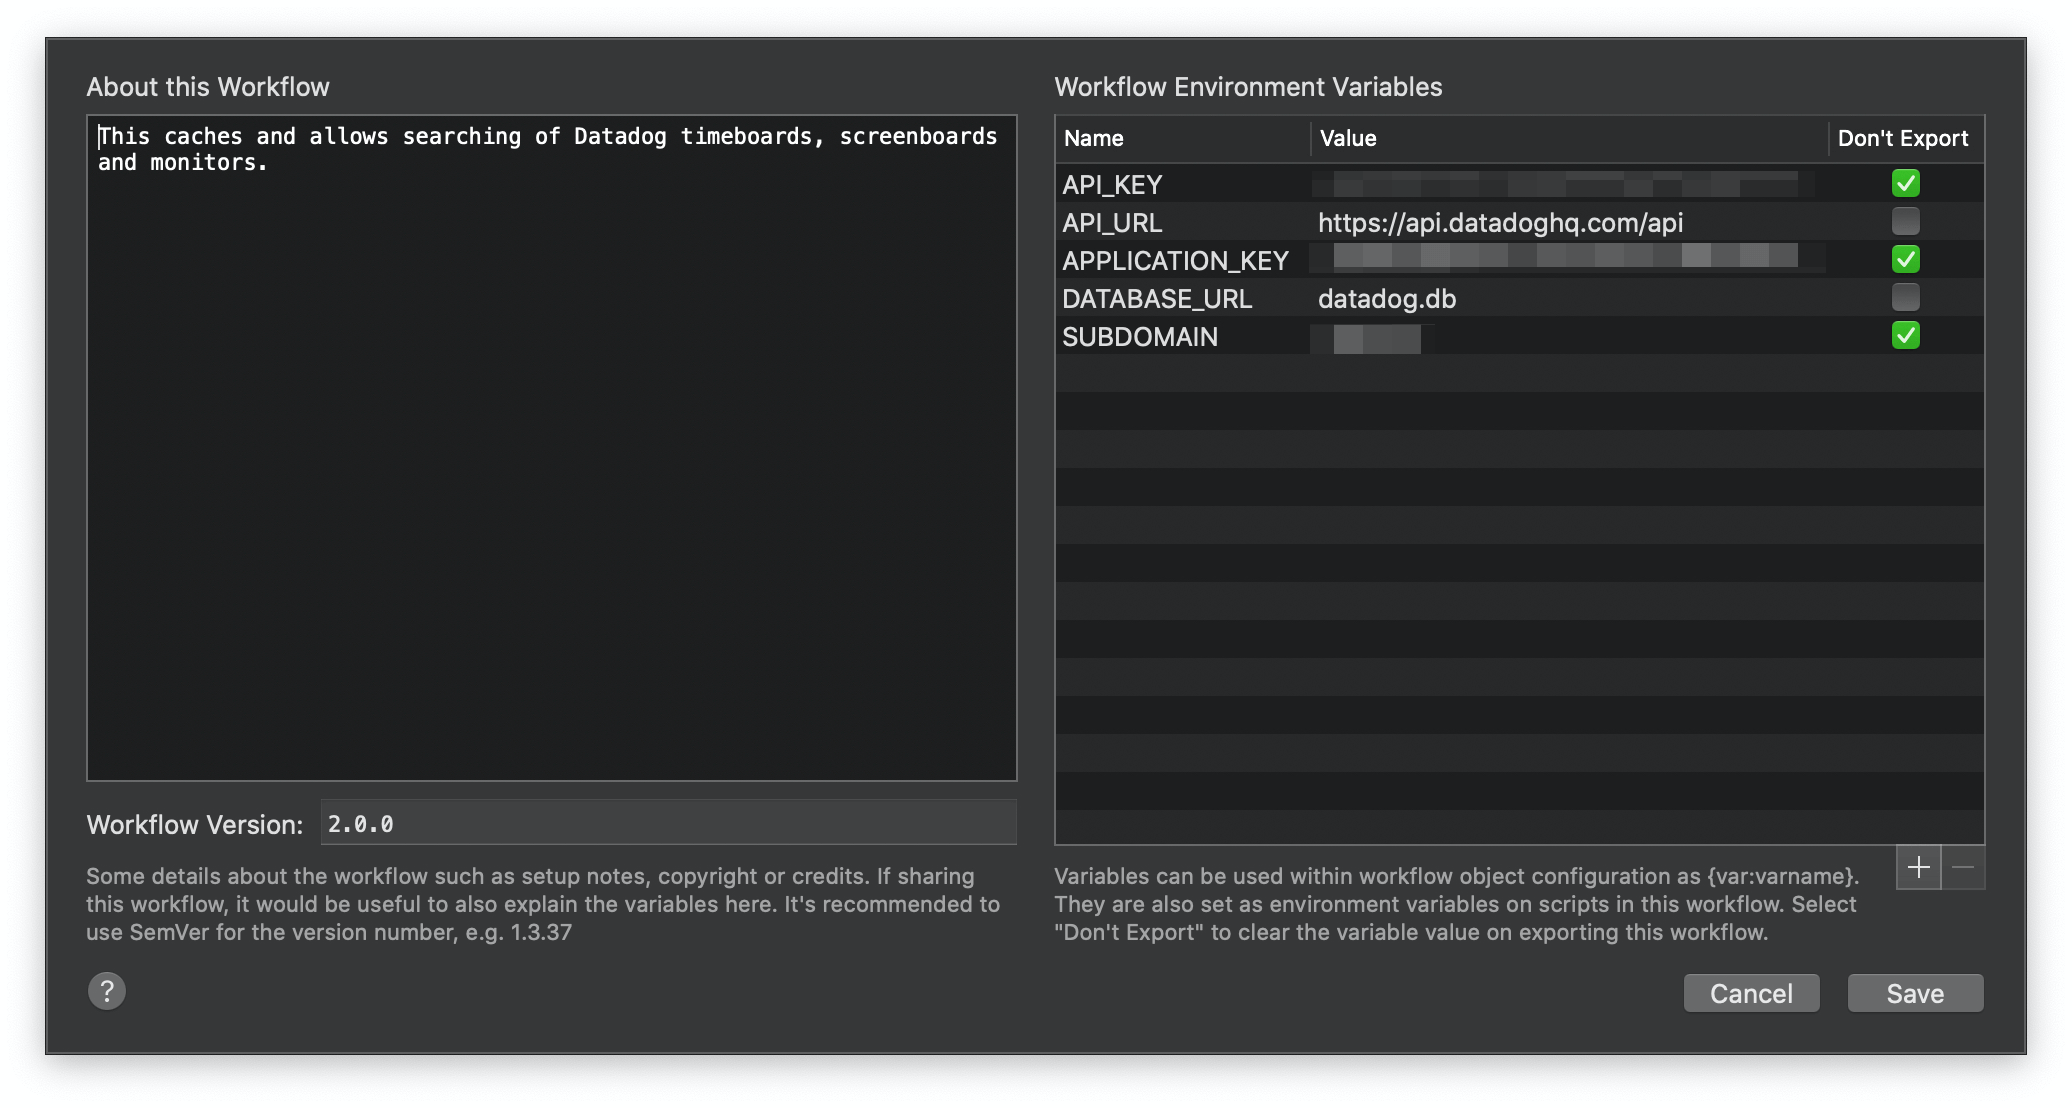 About this Workflow
This caches and allows searching of Datadog timeboards, screenboards
and monitors.
Workflow Version: 2.0.0
Some details about the workflow such as setup notes, copyright or credits. If sharing
this workflow, it would be useful to also explain the variables here. It's recommended to
use SemVer for the version number, e.g. 1.3.37
?
Workflow Environment Variables
Name Value Don't Export
API_KEY
API_URL https://api.datadoghq.com/api
APPLICATION_KEY
DATABASE_URL datadog.db
SUBDOMAIN
Variables can be used within workflow object configuration as {var:varname}.
They are also set as environment variables on scripts in this workflow. Select
"Don't Export" to clear the variable value on exporting this workflow.
Cancel Save